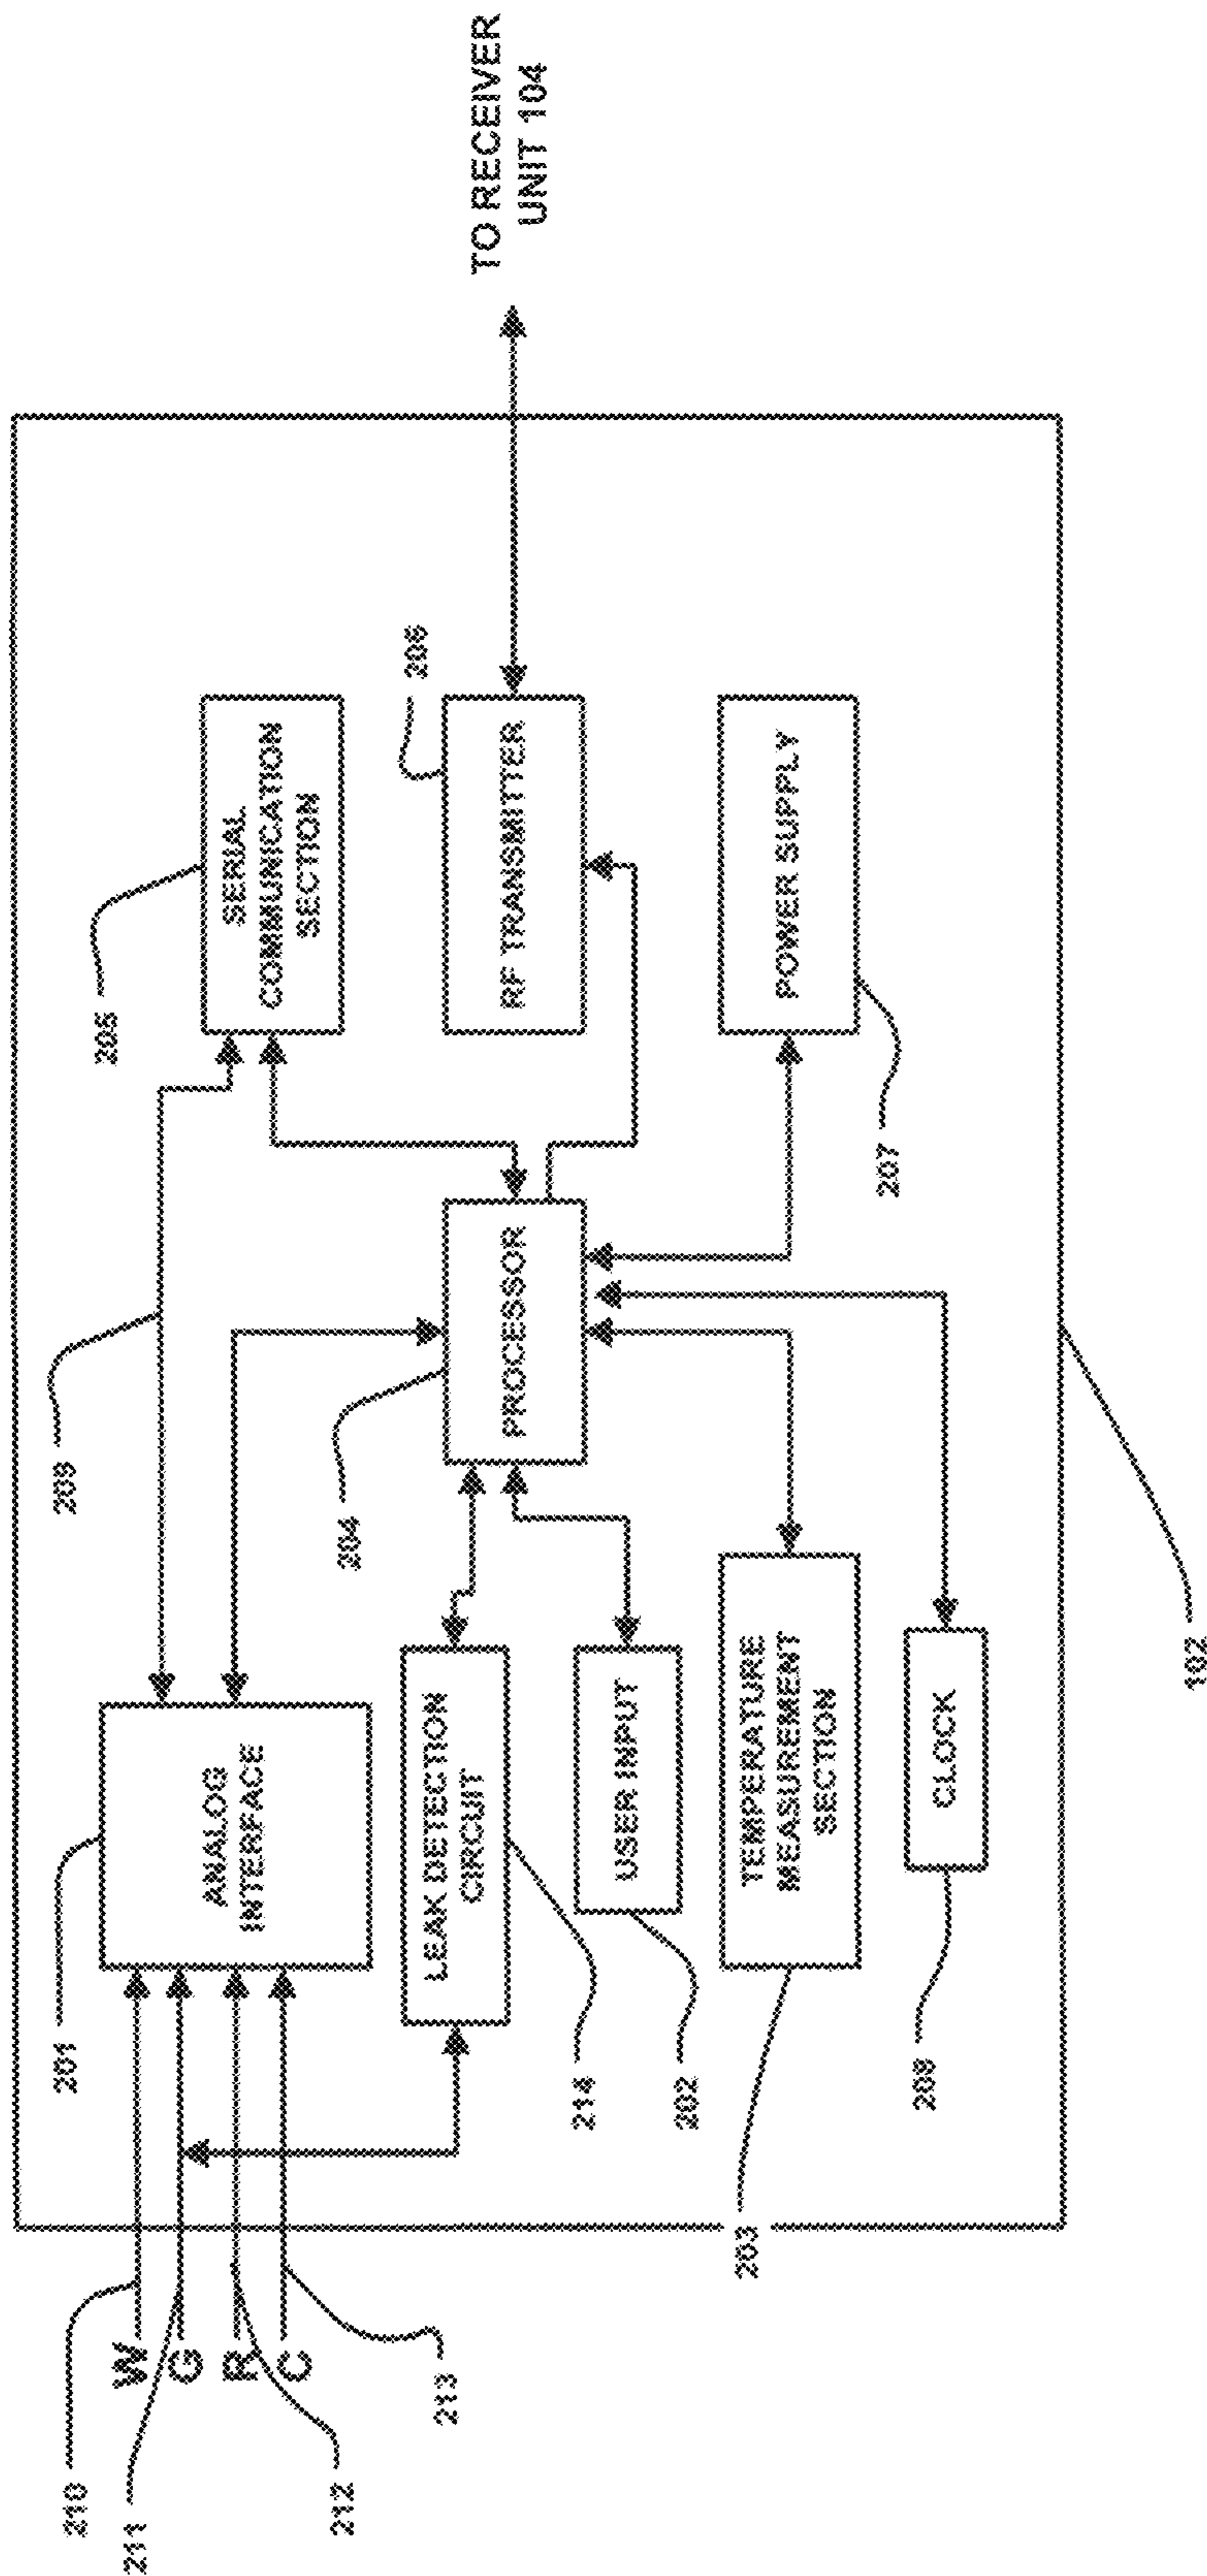 210
211
W
G
R
C
212
213
201
ANALOG
INTERFACE
209
205
SERIAL
COMMUNICATION
SECTION
LEAK DETECTION
CIRCUIT
214
204
PROCESSOR
206
RF TRANSMITTER
TO RECEIVER
UNIT 104
USER INPUT
202
TEMPERATURE
MEASUREMENT
SECTION
203
POWER SUPPLY
207
CLOCK
208
102